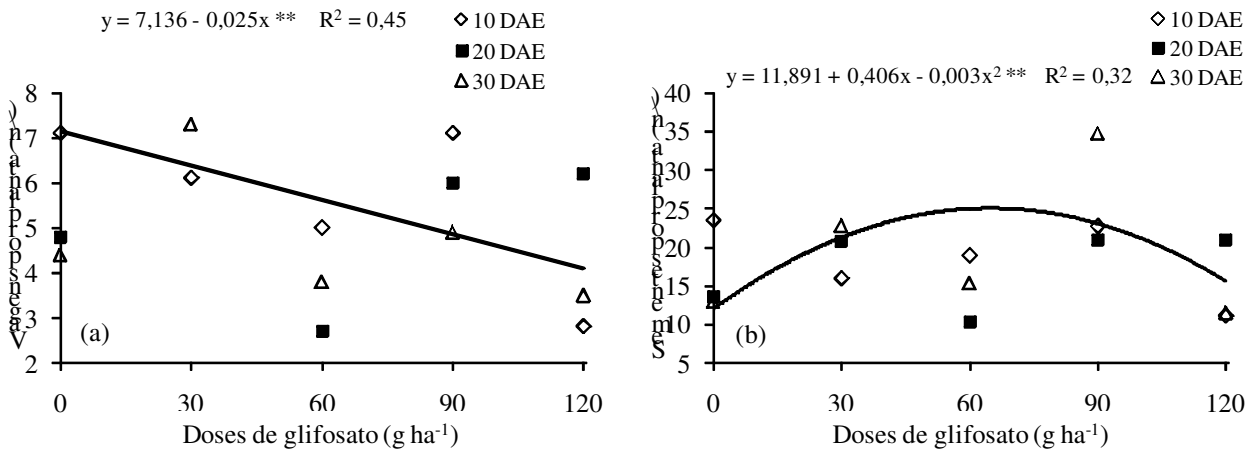 y = 7,136 - 0,025x ** R² = 0,45
◇ 10 DAE
■ 20 DAE
△ 30 DAE
8
7
6
5
4
3
2
(a)
0 30 60 90 120
Doses de glifosato (g ha⁻¹)
◇ 10 DAE
■ 20 DAE
△ 30 DAE
y = 11,891 + 0,406x - 0,003x² ** R² = 0,32
40
35
30
25
20
15
10
5
(b)
0 30 60 90 120
Doses de glifosato (g ha⁻¹)